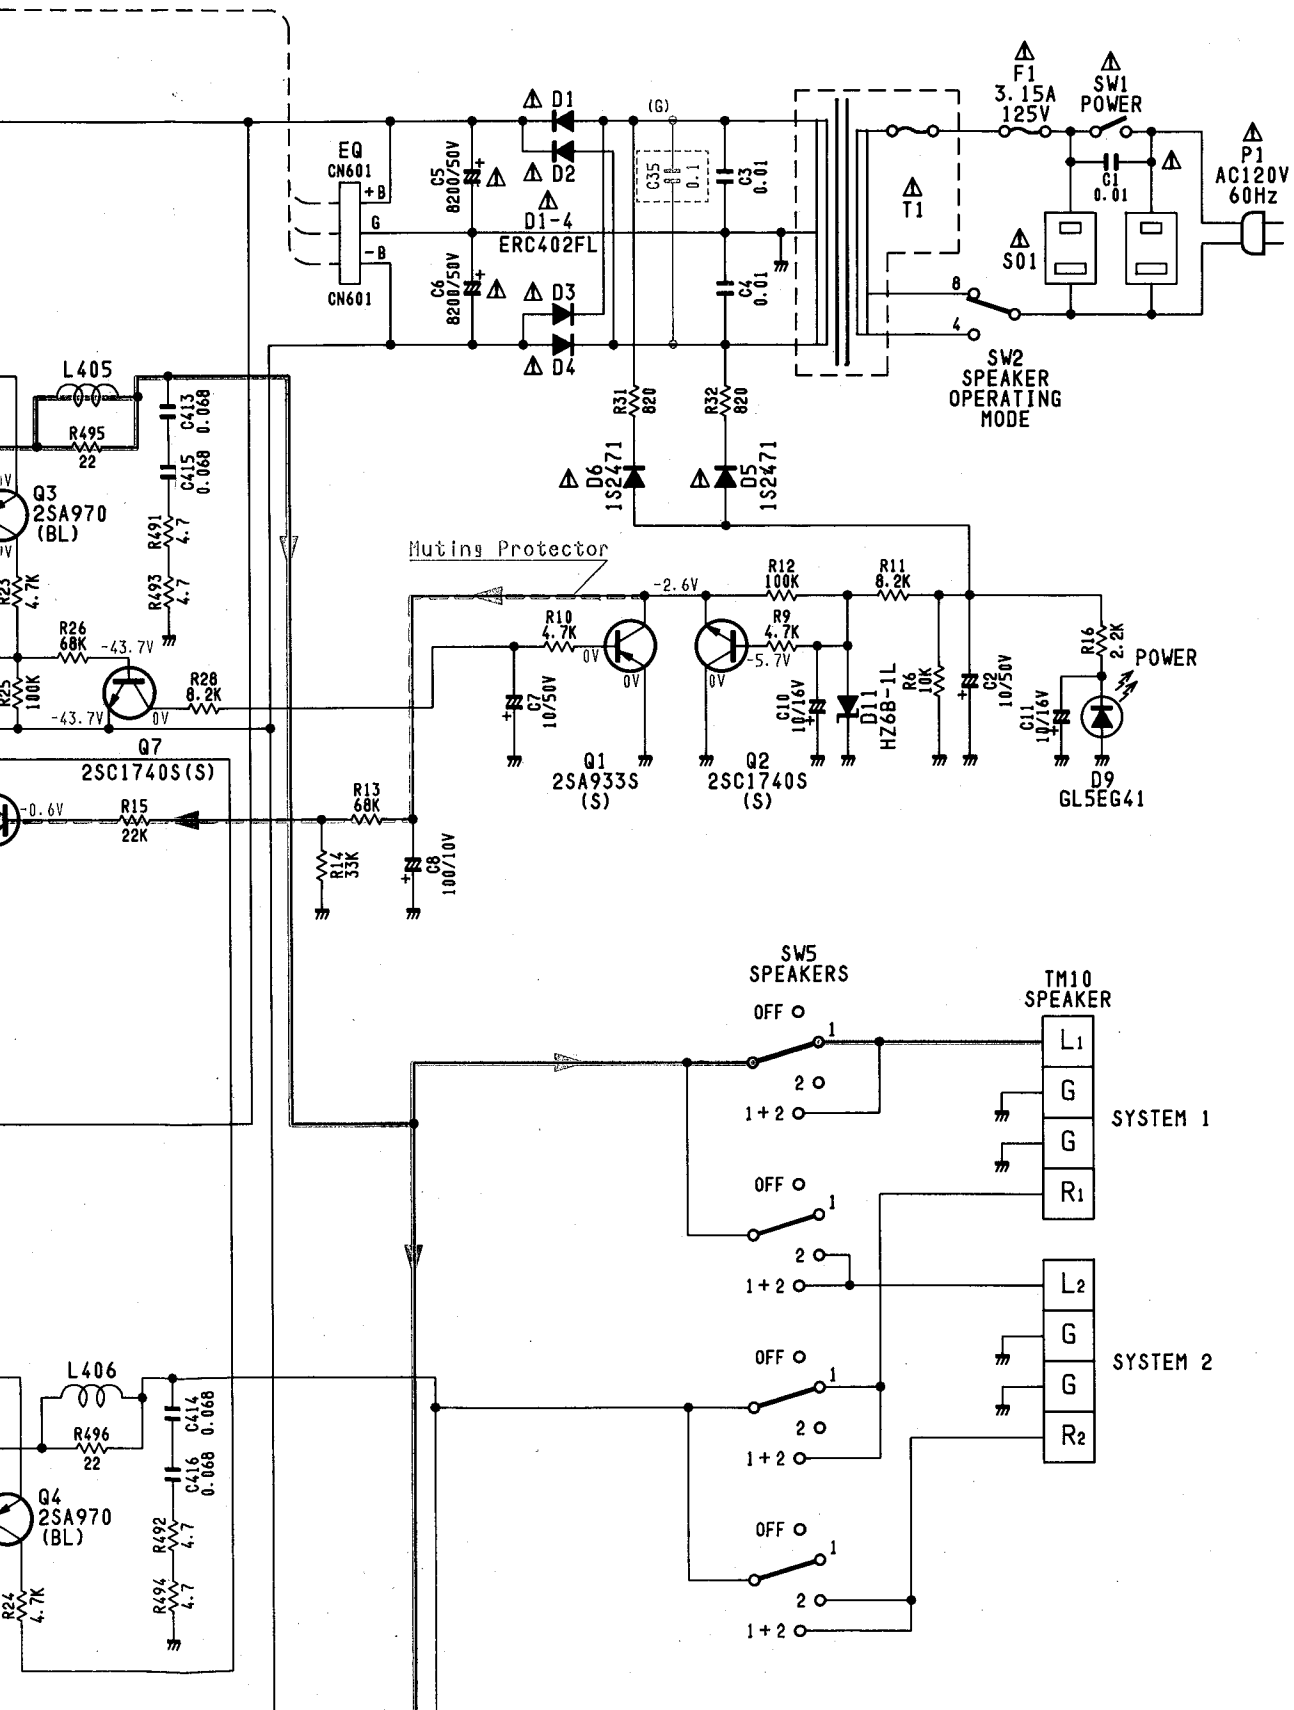 F1
3.15A
125V
SW1
POWER
P1
AC120V
60Hz
C1
0.01
T1
S01
8
4
SW2
SPEAKER
OPERATING
MODE
D1
D2
D1-4
ERC402FL
D3
D4
(G)
C35
0.1
C3
0.01
C4
0.01
C5
8200/50V
C6
8200/50V
EQ
CN601
+B
G
-B
CN601
L405
R495
22
C413
0.068
C415
0.068
R491
4.7
R493
4.7
Q3
2SA970
(BL)
R23
4.7K
R26
68K
-43.7V
R25
100K
-43.7V
0V
R28
8.2K
Q7
2SC1740S(S)
-0.6V
R15
22K
R13
68K
R14
33K
C8
100/10V
R31
820
R32
820
D6
1S2471
D5
1S2471
Muting Protector
-2.6V
R12
100K
R11
8.2K
R10
4.7K
0V
0V
R9
4.7K
-5.7V
0V
C7
10/50V
C10
10/16V
D11
HZ6B-1L
R6
10K
C2
10/50V
R16
2.2K
POWER
C11
10/16V
D9
GL5EG41
Q1
2SA933S
(S)
Q2
2SC1740S
(S)
SW5
SPEAKERS
OFF
1
2
1+2
OFF
1
2
1+2
OFF
1
2
1+2
OFF
1
2
1+2
TM10
SPEAKER
L1
G
G
R1
SYSTEM 1
L2
G
G
R2
SYSTEM 2
L406
R496
22
C414
0.068
C416
0.068
R492
4.7
R494
4.7
Q4
2SA970
(BL)
R24
4.7K